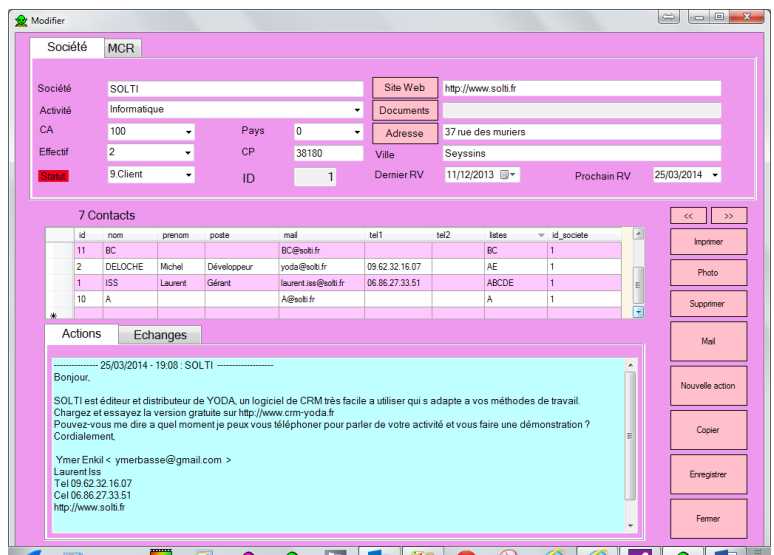 Modifier
Société MCR
Société SOLTI Site Web http://www.solti.fr
Activité Informatique Documents
CA 100 Pays 0 Adresse 37 rue des muriers
Effectif 2 CP 38180 Ville Seyssins
Statut 9.Client ID 1 Dernier RV 11/12/2013 Prochain RV 25/03/2014
7 Contacts << >>
id nom prenom poste mail tel1 tel2 listes id_societe
11 BC BC@solti.fr BC 1
2 DELOCHE Michel Développeur yoda@solti.fr 09.62.32.16.07 AE 1
1 ISS Laurent Gérant laurent.iss@solti.fr 06.86.27.33.51 ABCDE 1
10 A A@solti.fr A 1
Imprimer
Photo
Supprimer
Mail
Nouvelle action
Copier
Enregistrer
Fermer
Actions Echanges
--------------- 25/03/2014 - 19:08 : SOLTI -------------------
Bonjour,
SOLTI est éditeur et distributeur de YODA, un logiciel de CRM très facile a utiliser qui s adapte a vos méthodes de travail.
Chargez et essayez la version gratuite sur http://www.crm-yoda.fr
Pouvez-vous me dire a quel moment je peux vous téléphoner pour parler de votre activité et vous faire une démonstration ?
Cordialement,
Ymer Enkil < ymerbasse@gmail.com >
Laurent Iss
Tel 09.62.32.16.07
Cel 06.86.27.33.51
http://www.solti.fr